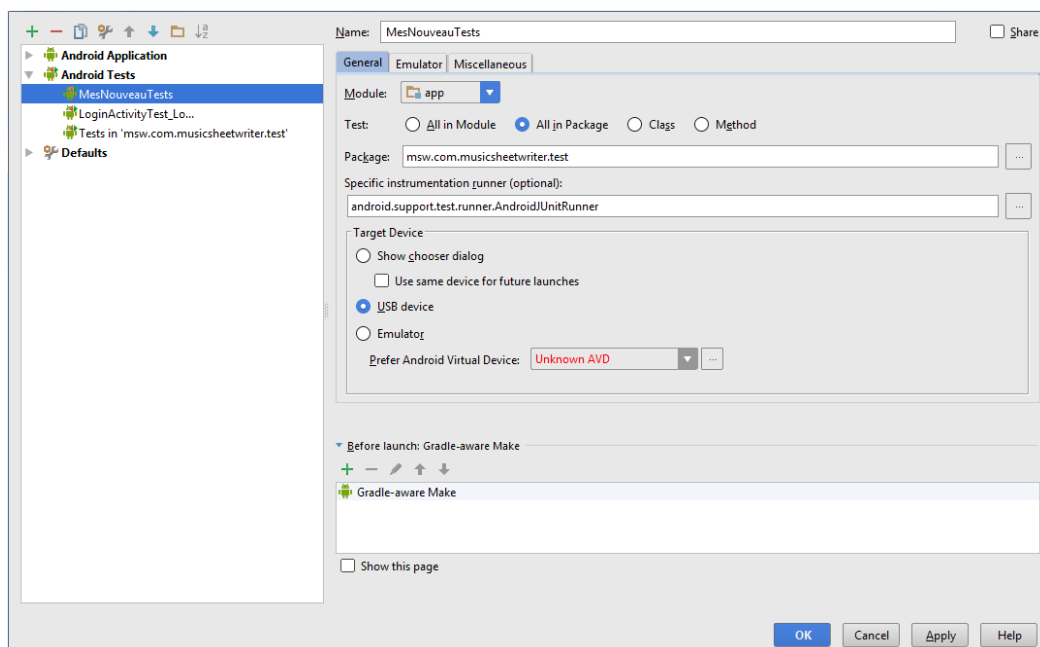 Name: MesNouveauTests Share
Android Application
Android Tests
MesNouveauTests
LoginActivityTest_Lo...
Tests in 'msw.com.musicsheetwriter.test'
Defaults
General Emulator Miscellaneous
Module: app
Test: All in Module All in Package Class Method
Package: msw.com.musicsheetwriter.test ...
Specific instrumentation runner (optional):
android.support.test.runner.AndroidJUnitRunner ...
Target Device
Show chooser dialog
Use same device for future launches
USB device
Emulator
Prefer Android Virtual Device: Unknown AVD ...
Before launch: Gradle-aware Make
Gradle-aware Make
Show this page
OK Cancel Apply Help